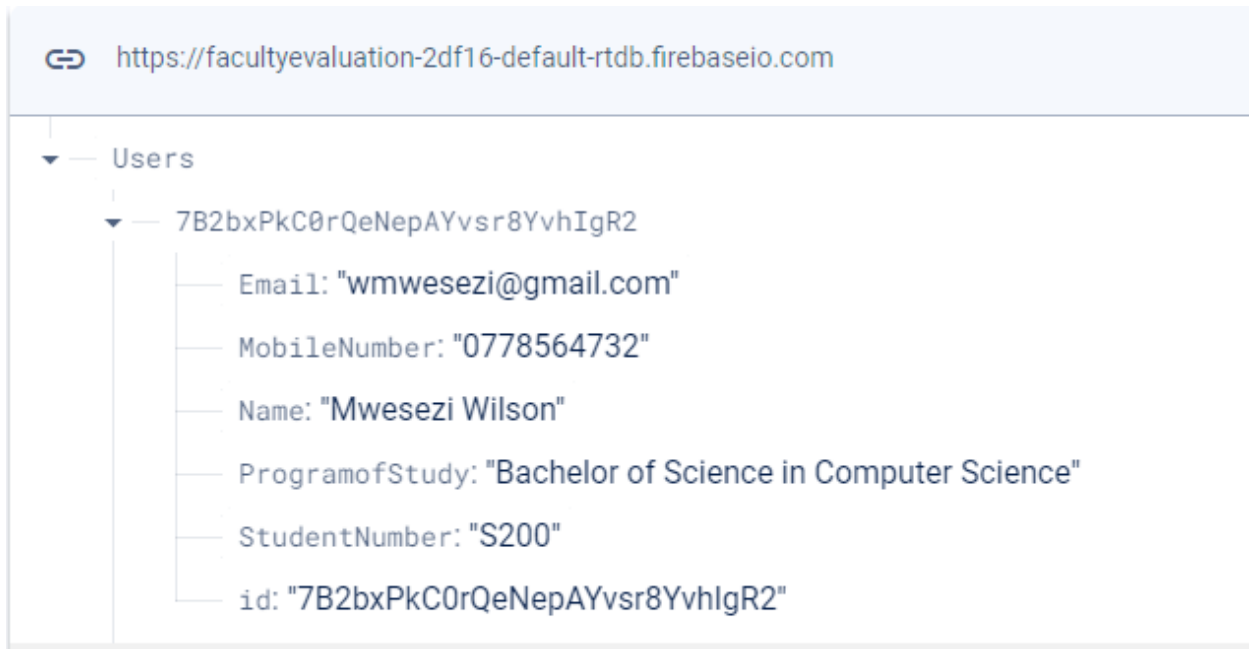 https://facultyevaluation-2df16-default-rtdb.firebaseio.com
Users
7B2bxPkC0rQeNepAYvsr8YvhIgR2
Email: "wmwesezi@gmail.com"
MobileNumber: "0778564732"
Name: "Mwesezi Wilson"
ProgramofStudy: "Bachelor of Science in Computer Science"
StudentNumber: "S200"
id: "7B2bxPkC0rQeNepAYvsr8YvhIgR2"